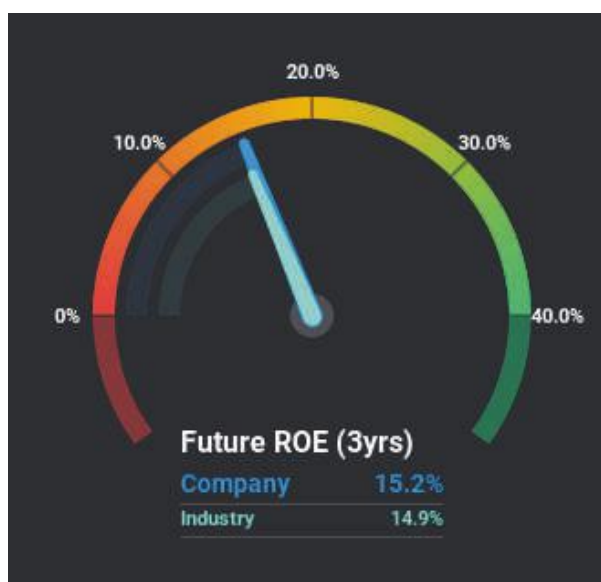 20.0%
10.0%
30.0%
0%
40.0%
Future ROE (3yrs)
Company 15.2%
Industry 14.9%